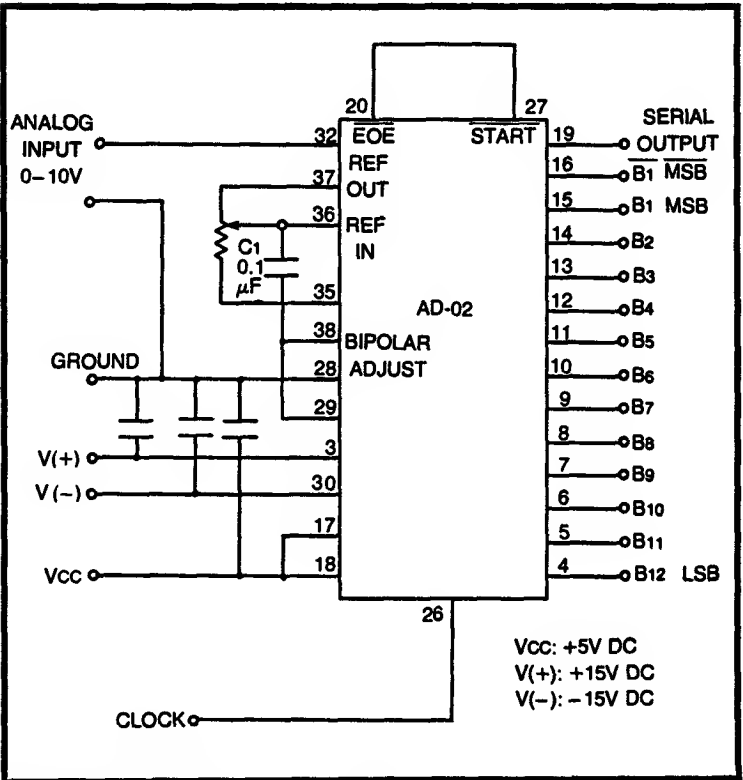 20
27
ANALOG
INPUT
0–10V
32
EOE
START
19
SERIAL
OUTPUT
REF
OUT
37
16
B1 MSB
36
REF
IN
15
B1 MSB
C1
0.1
μF
14
B2
13
B3
35
AD-02
12
B4
38
BIPOLAR
ADJUST
11
B5
GROUND
28
10
B6
29
9
B7
V(+)
3
8
B8
V (−)
30
7
B9
6
B10
17
5
B11
VCC
18
4
B12 LSB
26
VCC: +5V DC
V(+): +15V DC
V(−): −15V DC
CLOCK